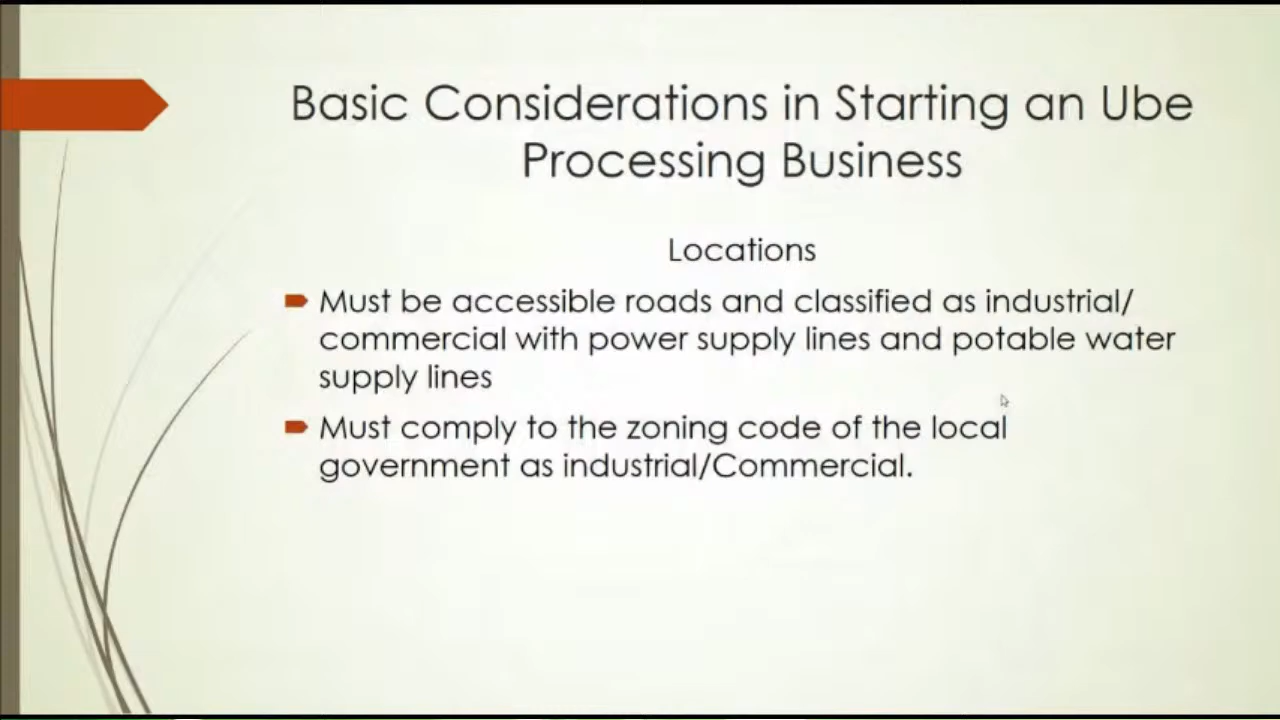 Basic Considerations in Starting an Ube
Processing Business
Locations
Must be accessible roads and classified as industrial/
commercial with power supply lines and potable water
supply lines
Must comply to the zoning code of the local
government as industrial/Commercial.